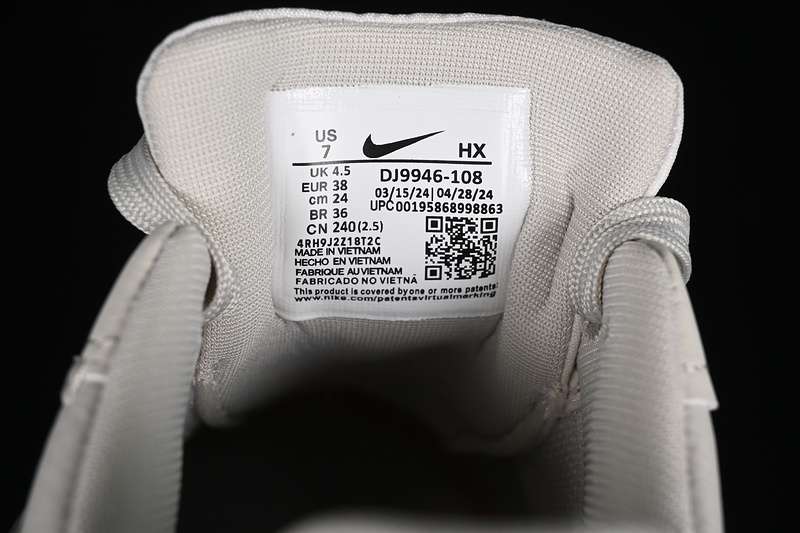 US
7
HX
UK 4.5
EUR 38
cm 24
BR 36
CN 240 (2.5)
DJ9946-108
03/15/24| 04/28/24
UPC00195868998863
4RH9J2Z18T2C
MADE IN VIETNAM
HECHO EN VIETNAM
FABRIQUE AU VIETNAM
FABRICADO NO VIETNÃ
This product is covered by one or more patents:
www.nike.com/patentsvirtualmarking